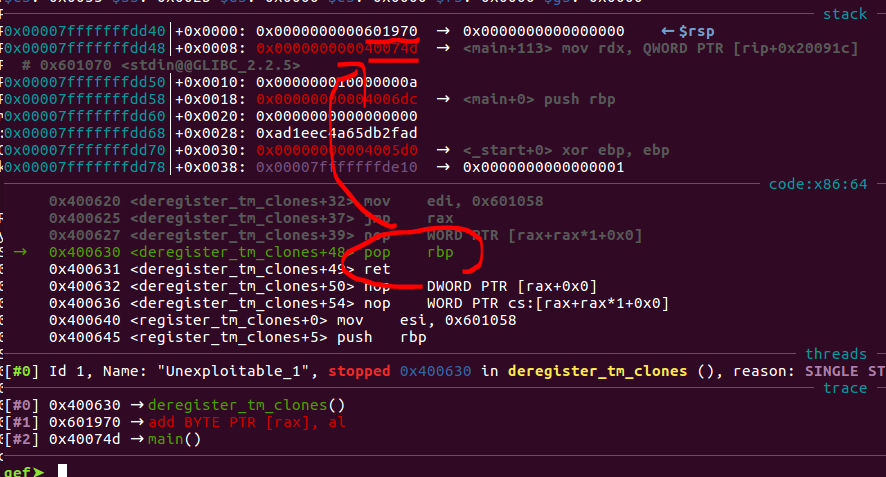 stack
0x00007fffffffdd40│+0x0000: 0x0000000000601970 → 0x0000000000000000 ←$rsp
0x00007fffffffdd48│+0x0008: 0x000000000040074d → <main+113> mov rdx, QWORD PTR [rip+0x20091c]
# 0x601070 <stdin@@GLIBC_2.2.5>
0x00007fffffffdd50│+0x0010: 0x000000010000000a
0x00007fffffffdd58│+0x0018: 0x00000000004006dc → <main+0> push rbp
0x00007fffffffdd60│+0x0020: 0x0000000000000000
0x00007fffffffdd68│+0x0028: 0xad1eec4a65db2fad
0x00007fffffffdd70│+0x0030: 0x00000000004005d0 → <_start+0> xor ebp, ebp
0x00007fffffffdd78│+0x0038: 0x00007fffffffde10 → 0x0000000000000001
code:x86:64
0x400620 <deregister_tm_clones+32> mov edi, 0x601058
0x400625 <deregister_tm_clones+37> jmp rax
0x400627 <deregister_tm_clones+39> nop WORD PTR [rax+rax*1+0x0]
→ 0x400630 <deregister_tm_clones+48> pop rbp
0x400631 <deregister_tm_clones+49> ret
0x400632 <deregister_tm_clones+50> nop DWORD PTR [rax+0x0]
0x400636 <deregister_tm_clones+54> nop WORD PTR cs:[rax+rax*1+0x0]
0x400640 <register_tm_clones+0> mov esi, 0x601058
0x400645 <register_tm_clones+5> push rbp
threads
[#0] Id 1, Name: "Unexploitable_1", stopped 0x400630 in deregister_tm_clones (), reason: SINGLE ST
trace
[#0] 0x400630 → deregister_tm_clones()
[#1] 0x601970 → add BYTE PTR [rax], al
[#2] 0x40074d → main()
gef➤